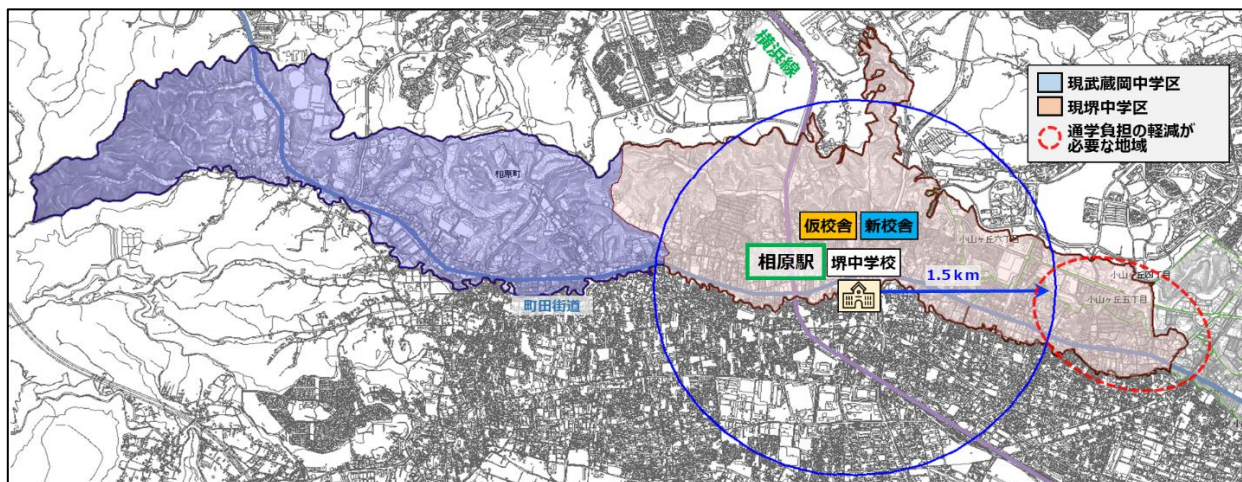 横浜線
現武蔵岡中学区
現堺中学区
通学負担の軽減が
必要な地域
相原町
仮校舎
新校舎
小山ヶ丘六丁目
相原駅
堺中学校
1.5km
小山ヶ丘四丁目
小山ヶ丘五丁目
町田街道